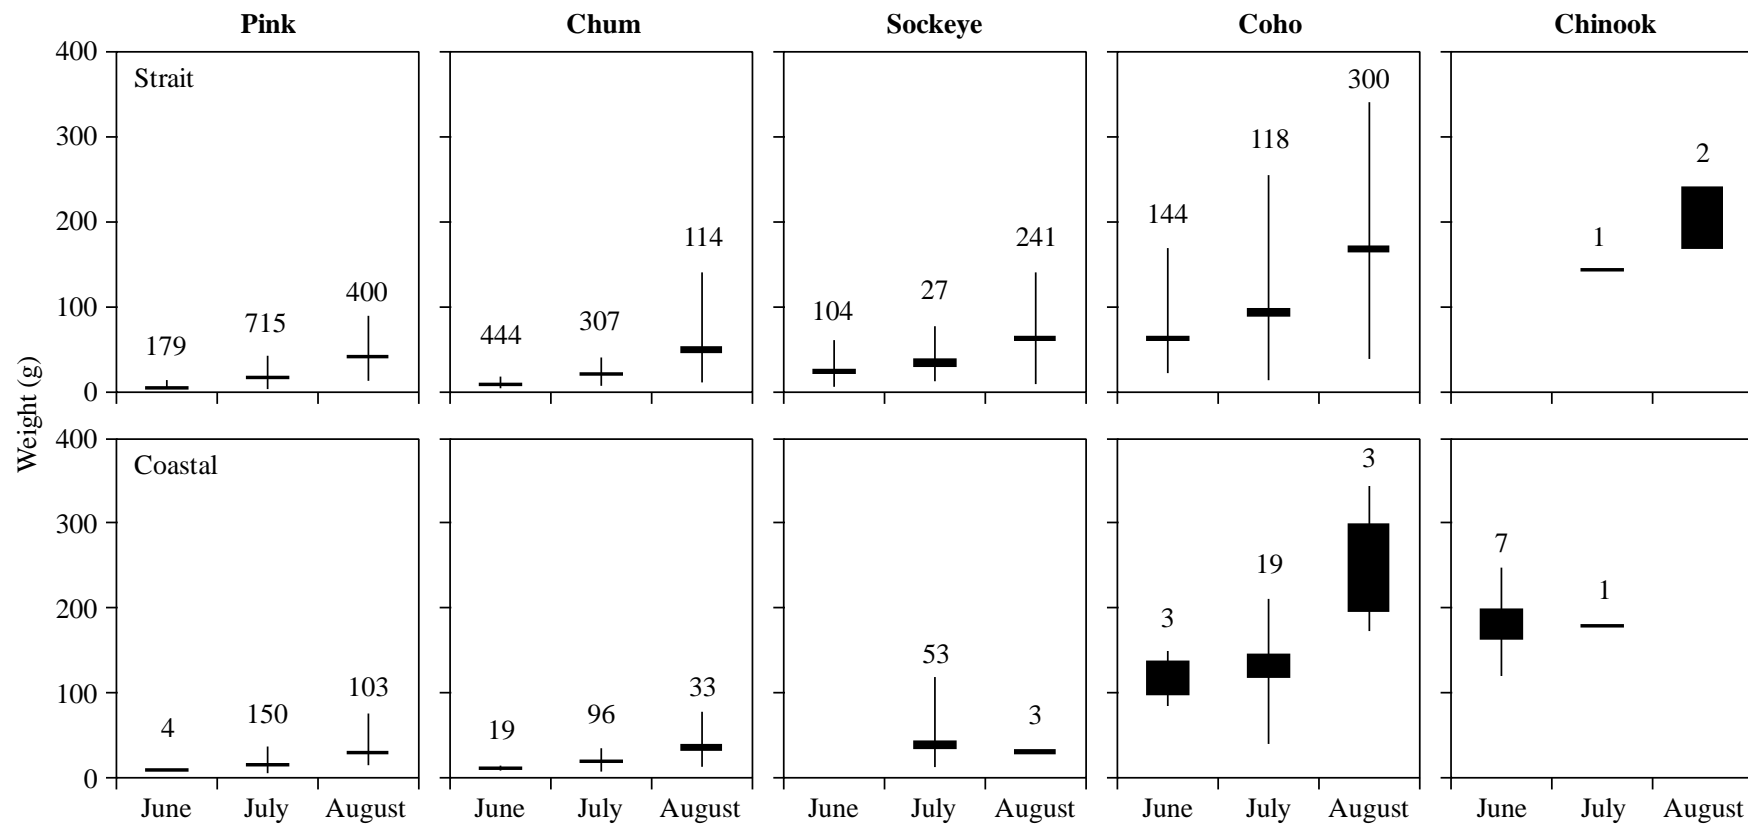 Pink Chum Sockeye Coho Chinook
Weight (g)
400
300
200
100
0
Strait
179 715 400
444 307 114
104 27 241
144 118 300
1 2
400
300
200
100
0
Coastal
4 150 103
19 96 33
53 3
3 19 3
7 1
June July August June July August June July August June July August June July August